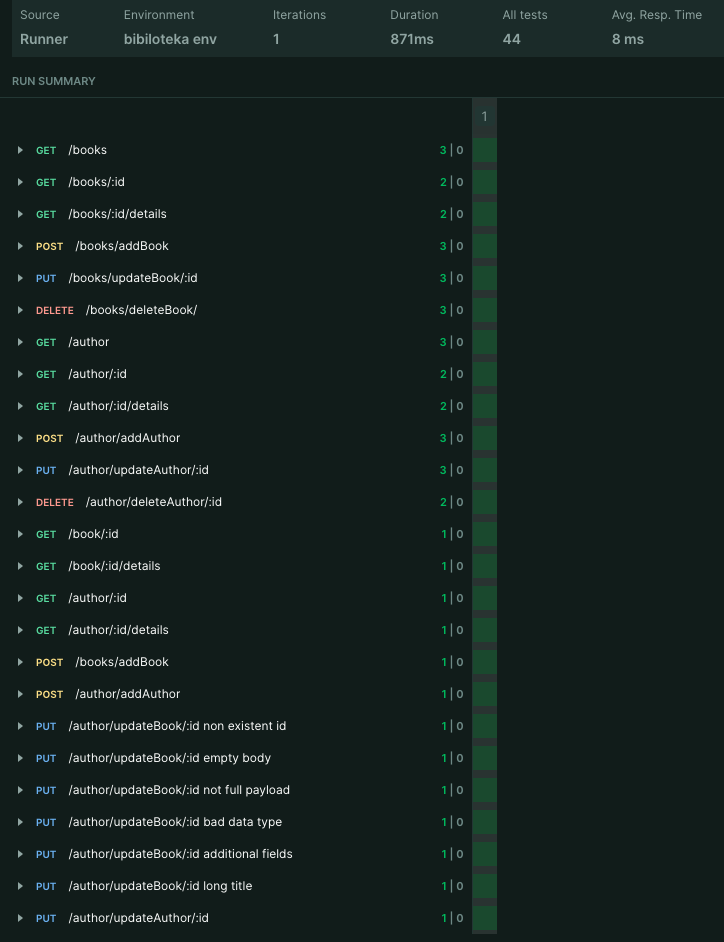 Source Environment Iterations Duration All tests Avg. Resp. Time
Runner bibiloteka env 1 871ms 44 8 ms
RUN SUMMARY
1
GET /books 3 | 0
GET /books/:id 2 | 0
GET /books/:id/details 2 | 0
POST /books/addBook 3 | 0
PUT /books/updateBook/:id 3 | 0
DELETE /books/deleteBook/ 3 | 0
GET /author 3 | 0
GET /author/:id 2 | 0
GET /author/:id/details 2 | 0
POST /author/addAuthor 3 | 0
PUT /author/updateAuthor/:id 3 | 0
DELETE /author/deleteAuthor/:id 2 | 0
GET /book/:id 1 | 0
GET /book/:id/details 1 | 0
GET /author/:id 1 | 0
GET /author/:id/details 1 | 0
POST /books/addBook 1 | 0
POST /author/addAuthor 1 | 0
PUT /author/updateBook/:id non existent id 1 | 0
PUT /author/updateBook/:id empty body 1 | 0
PUT /author/updateBook/:id not full payload 1 | 0
PUT /author/updateBook/:id bad data type 1 | 0
PUT /author/updateBook/:id additional fields 1 | 0
PUT /author/updateBook/:id long title 1 | 0
PUT /author/updateAuthor/:id 1 | 0